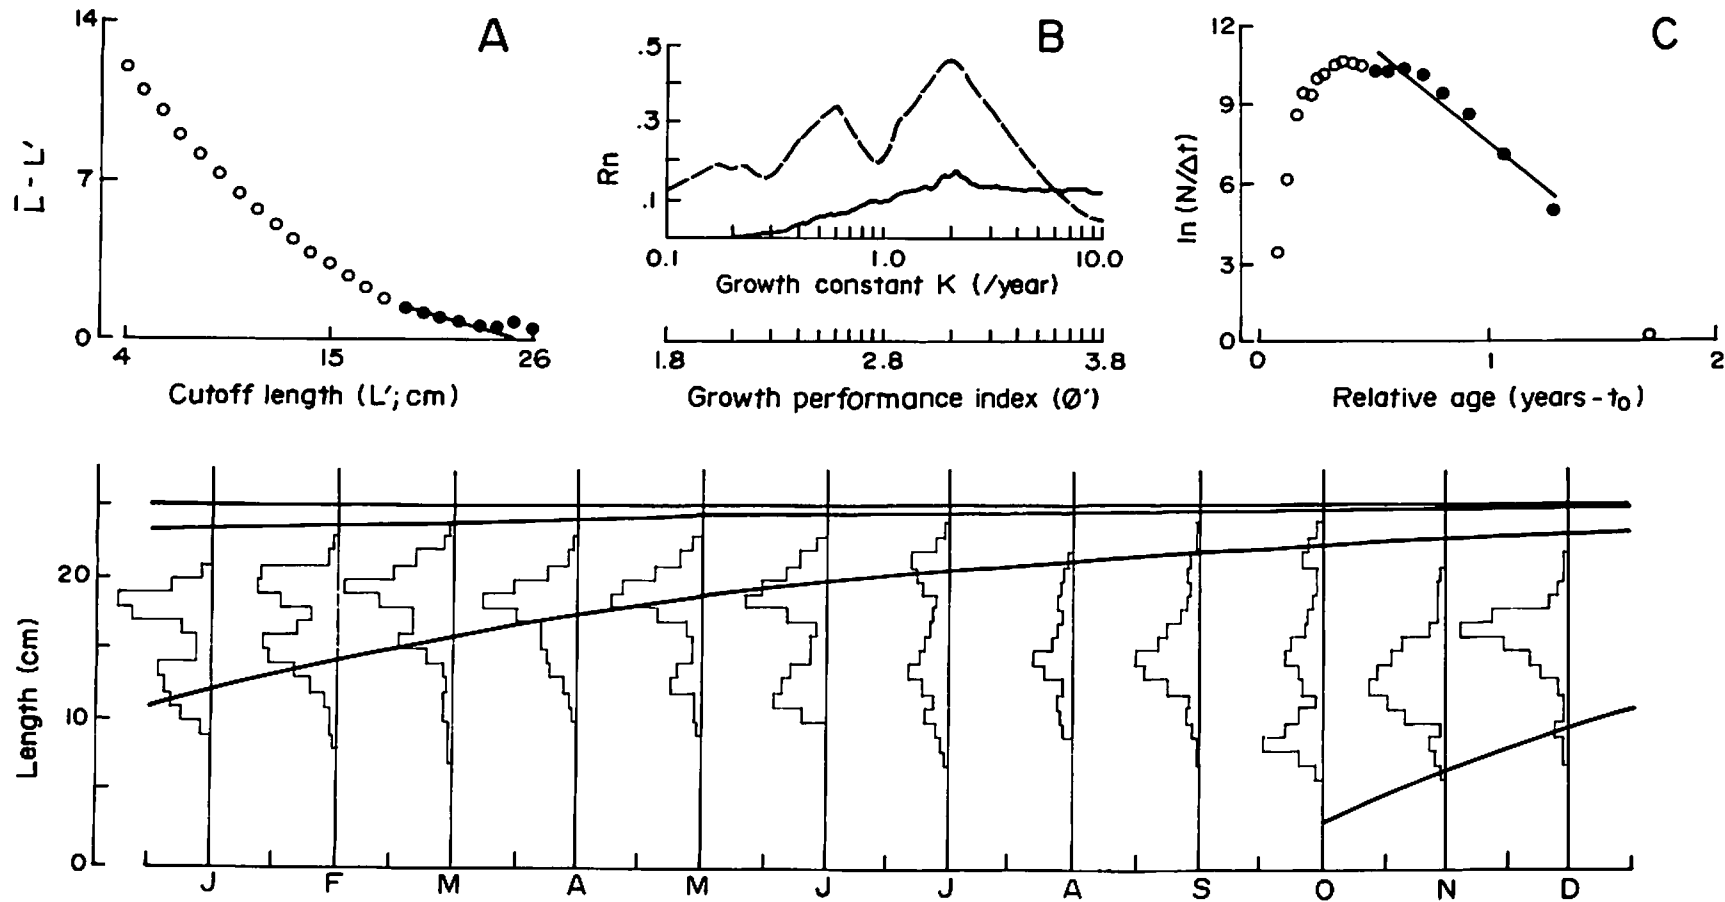 A
14
7
0
L̅ - L'
4 15 26
Cutoff length (L'; cm)
B
.5
.3
.1
Rn
0.1 1.0 10.0
Growth constant K (/year)
1.8 2.8 3.8
Growth performance index (Ø')
C
12
9
6
3
0
ln (N/Δt)
0 1 2
Relative age (years - t₀)
20
10
0
Length (cm)
J F M A M J J A S O N D